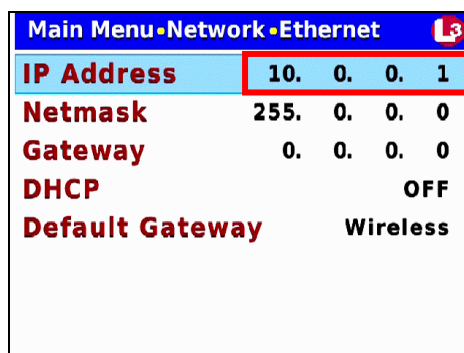 Main Menu•Network•Ethernet L3
IP Address 10. 0. 0. 1
Netmask 255. 0. 0. 0
Gateway 0. 0. 0. 0
DHCP OFF
Default Gateway Wireless